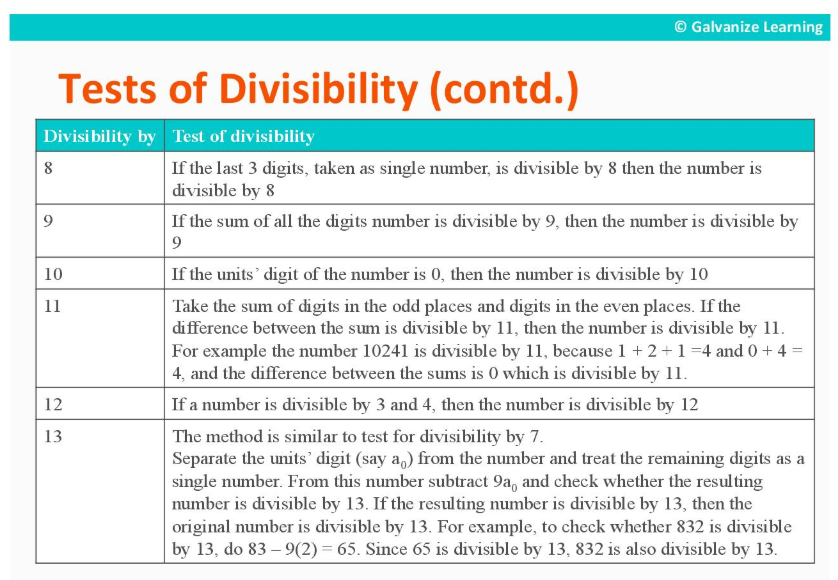 © Galvanize Learning
Tests of Divisibility (contd.)
Divisibility by Test of divisibility
8 If the last 3 digits, taken as single number, is divisible by 8 then the number is
divisible by 8
9 If the sum of all the digits number is divisible by 9, then the number is divisible by
9
10 If the units’ digit of the number is 0, then the number is divisible by 10
11 Take the sum of digits in the odd places and digits in the even places. If the
difference between the sum is divisible by 11, then the number is divisible by 11.
For example the number 10241 is divisible by 11, because 1 + 2 + 1 =4 and 0 + 4 =
4, and the difference between the sums is 0 which is divisible by 11.
12 If a number is divisible by 3 and 4, then the number is divisible by 12
13 The method is similar to test for divisibility by 7.
Separate the units’ digit (say a₀) from the number and treat the remaining digits as a
single number. From this number subtract 9a₀ and check whether the resulting
number is divisible by 13. If the resulting number is divisible by 13, then the
original number is divisible by 13. For example, to check whether 832 is divisible
by 13, do 83 – 9(2) = 65. Since 65 is divisible by 13, 832 is also divisible by 13.